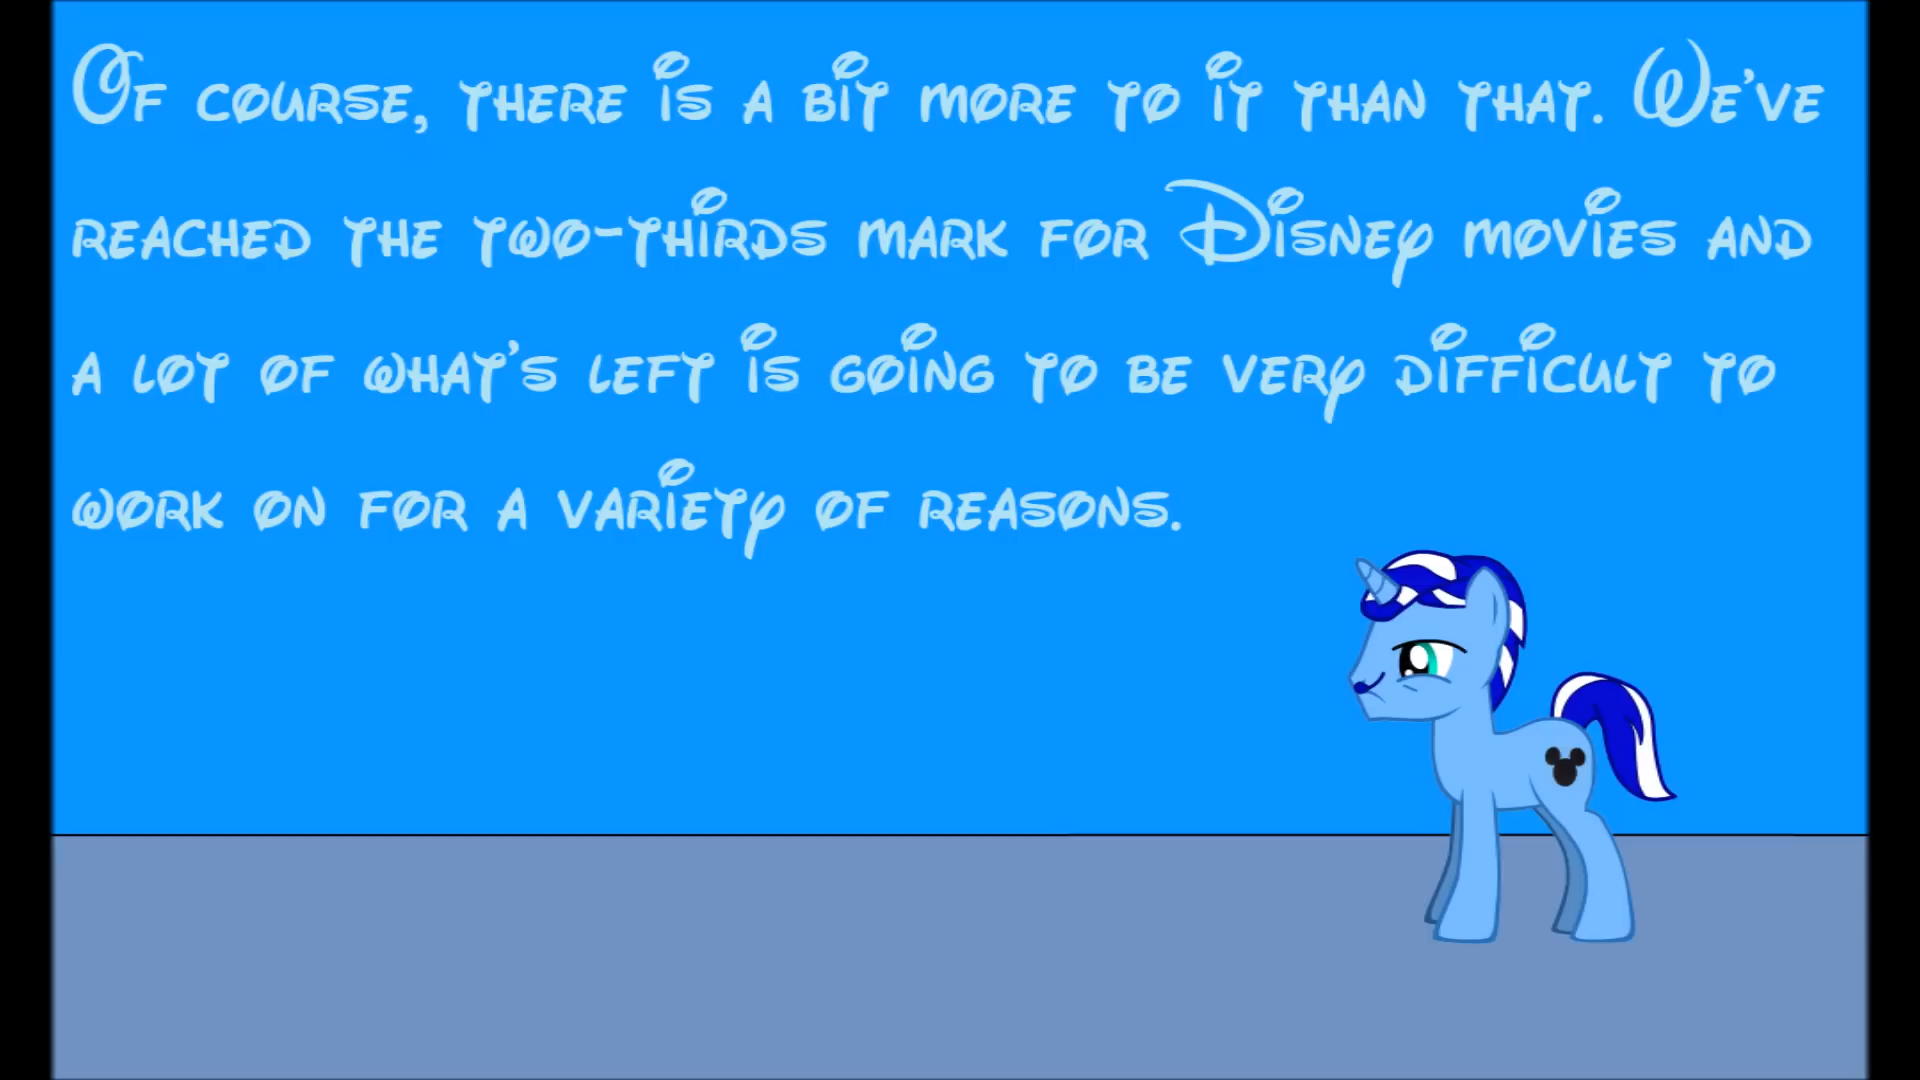 Of course, there is a bit more to it than that. We've
reached the two-thirds mark for Disney movies and
a lot of what's left is going to be very difficult to
work on for a variety of reasons.